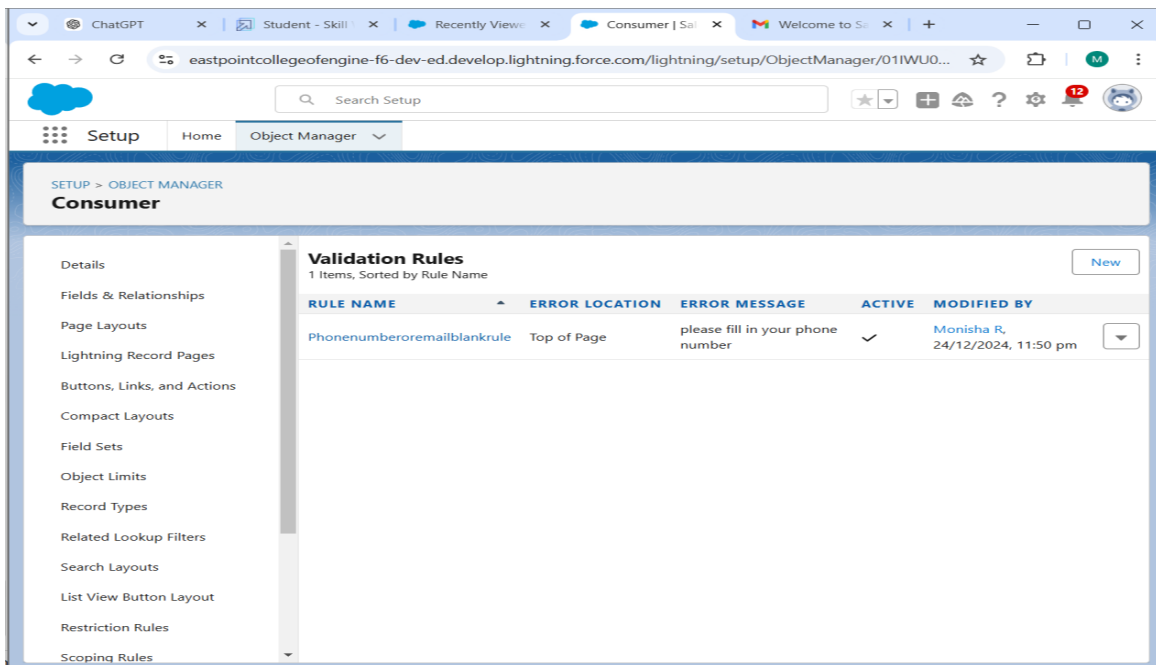 ChatGPT
Student - Skill
Recently Viewe
Consumer | Sal
Welcome to Sa
eastpointcollegeofengine-f6-dev-ed.develop.lightning.force.com/lightning/setup/ObjectManager/01IWU0...
M
Search Setup
12
Setup Home Object Manager
SETUP > OBJECT MANAGER
Consumer
Details
Fields & Relationships
Page Layouts
Lightning Record Pages
Buttons, Links, and Actions
Compact Layouts
Field Sets
Object Limits
Record Types
Related Lookup Filters
Search Layouts
List View Button Layout
Restriction Rules
Scoping Rules
Validation Rules
1 Items, Sorted by Rule Name
New
RULE NAME ERROR LOCATION ERROR MESSAGE ACTIVE MODIFIED BY
Phonenumberoremailblankrule Top of Page please fill in your phone number Monisha R, 24/12/2024, 11:50 pm